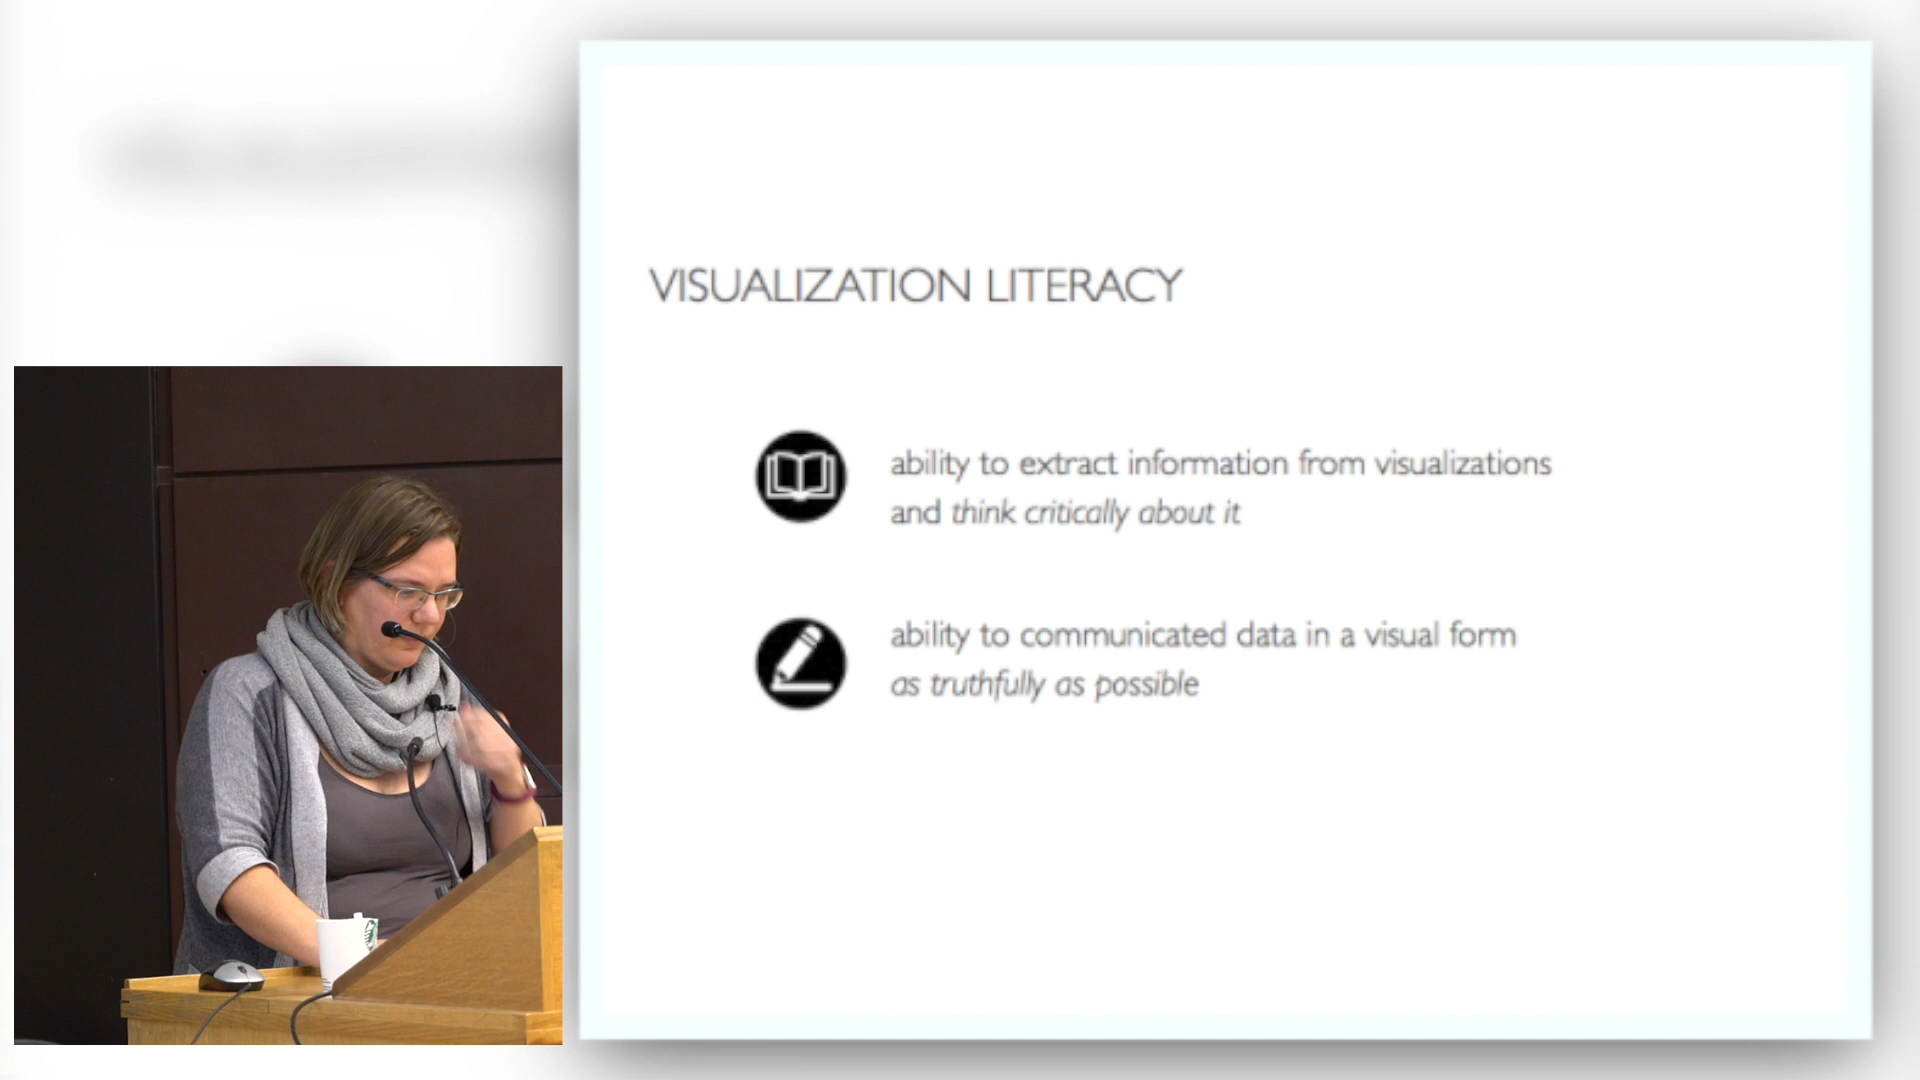 VISUALIZATION LITERACY
ability to extract information from visualizations
and think critically about it
ability to communicated data in a visual form
as truthfully as possible